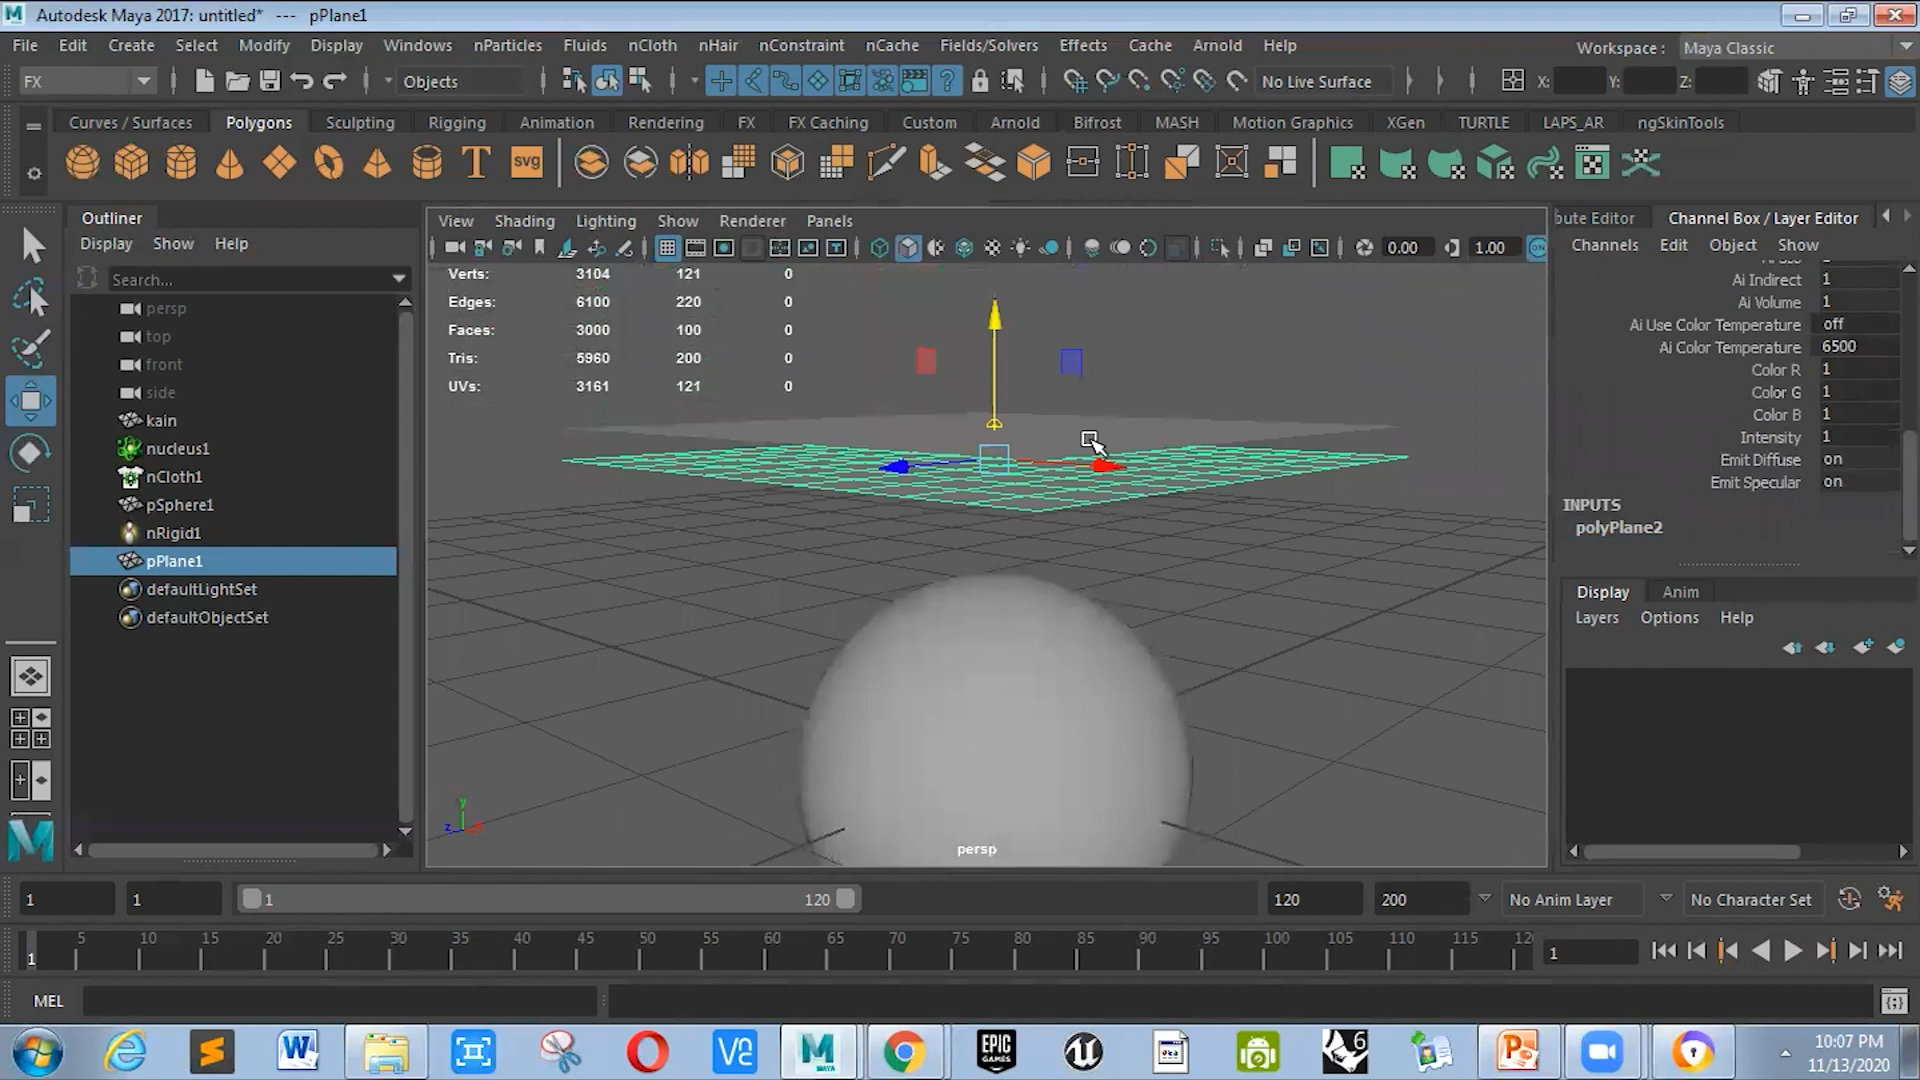 Autodesk Maya 2017: untitled* --- pPlane1
File Edit Create Select Modify Display Windows nParticles Fluids nCloth nHair nConstraint nCache Fields/Solvers Effects Cache Arnold Help Workspace : Maya Classic
FX Objects No Live Surface X: Y: Z:
Curves / Surfaces Polygons Sculpting Rigging Animation Rendering FX FX Caching Custom Arnold Bifrost MASH Motion Graphics XGen TURTLE LAPS_AR ngSkinTools
T SVG
Outliner
Display Show Help
Search...
persp
top
front
side
kain
nucleus1
nCloth1
pSphere1
nRigid1
pPlane1
defaultLightSet
defaultObjectSet
View Shading Lighting Show Renderer Panels
0.00 1.00 ON
Verts: 3104 121 0
Edges: 6100 220 0
Faces: 3000 100 0
Tris: 5960 200 0
UVs: 3161 121 0
y
z x
persp
bute Editor Channel Box / Layer Editor
Channels Edit Object Show
Ai Indirect 1
Ai Volume 1
Ai Use Color Temperature off
Ai Color Temperature 6500
Color R 1
Color G 1
Color B 1
Intensity 1
Emit Diffuse on
Emit Specular on
INPUTS
polyPlane2
Display Anim
Layers Options Help
1 1 1 120 120 200 No Anim Layer No Character Set
5 10 15 20 25 30 35 40 45 50 55 60 65 70 75 80 85 90 95 100 105 110 115 12
1 1
MEL
EPIC GAMES
MAYA
6
10:07 PM
11/13/2020